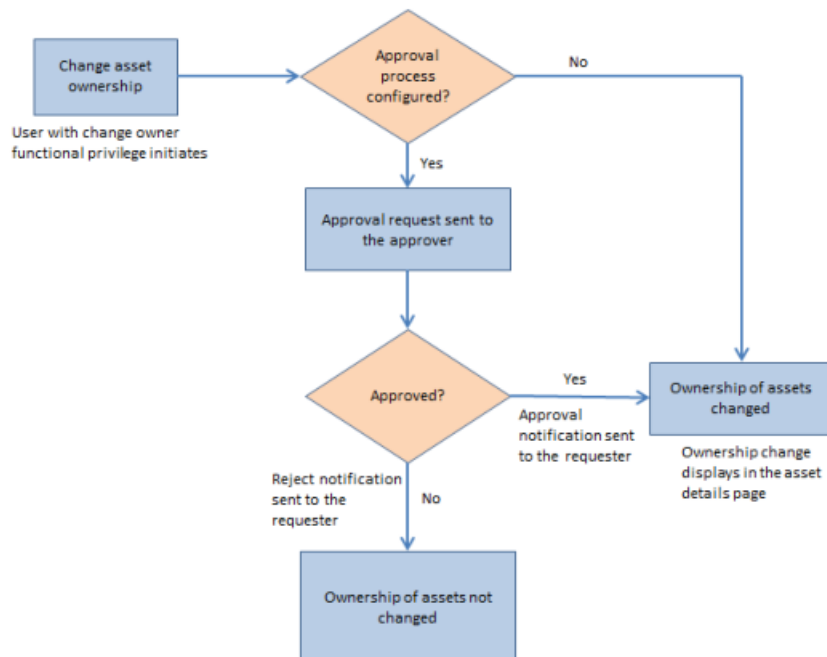 Change asset
ownership
User with change owner
functional privilege initiates
Approval
process
configured?
No
Yes
Approval request sent to
the approver
Approved?
Yes
Approval
notification sent
to the requester
Ownership of assets
changed
Ownership change
displays in the asset
details page
Reject notification
sent to the
requester
No
Ownership of assets not
changed